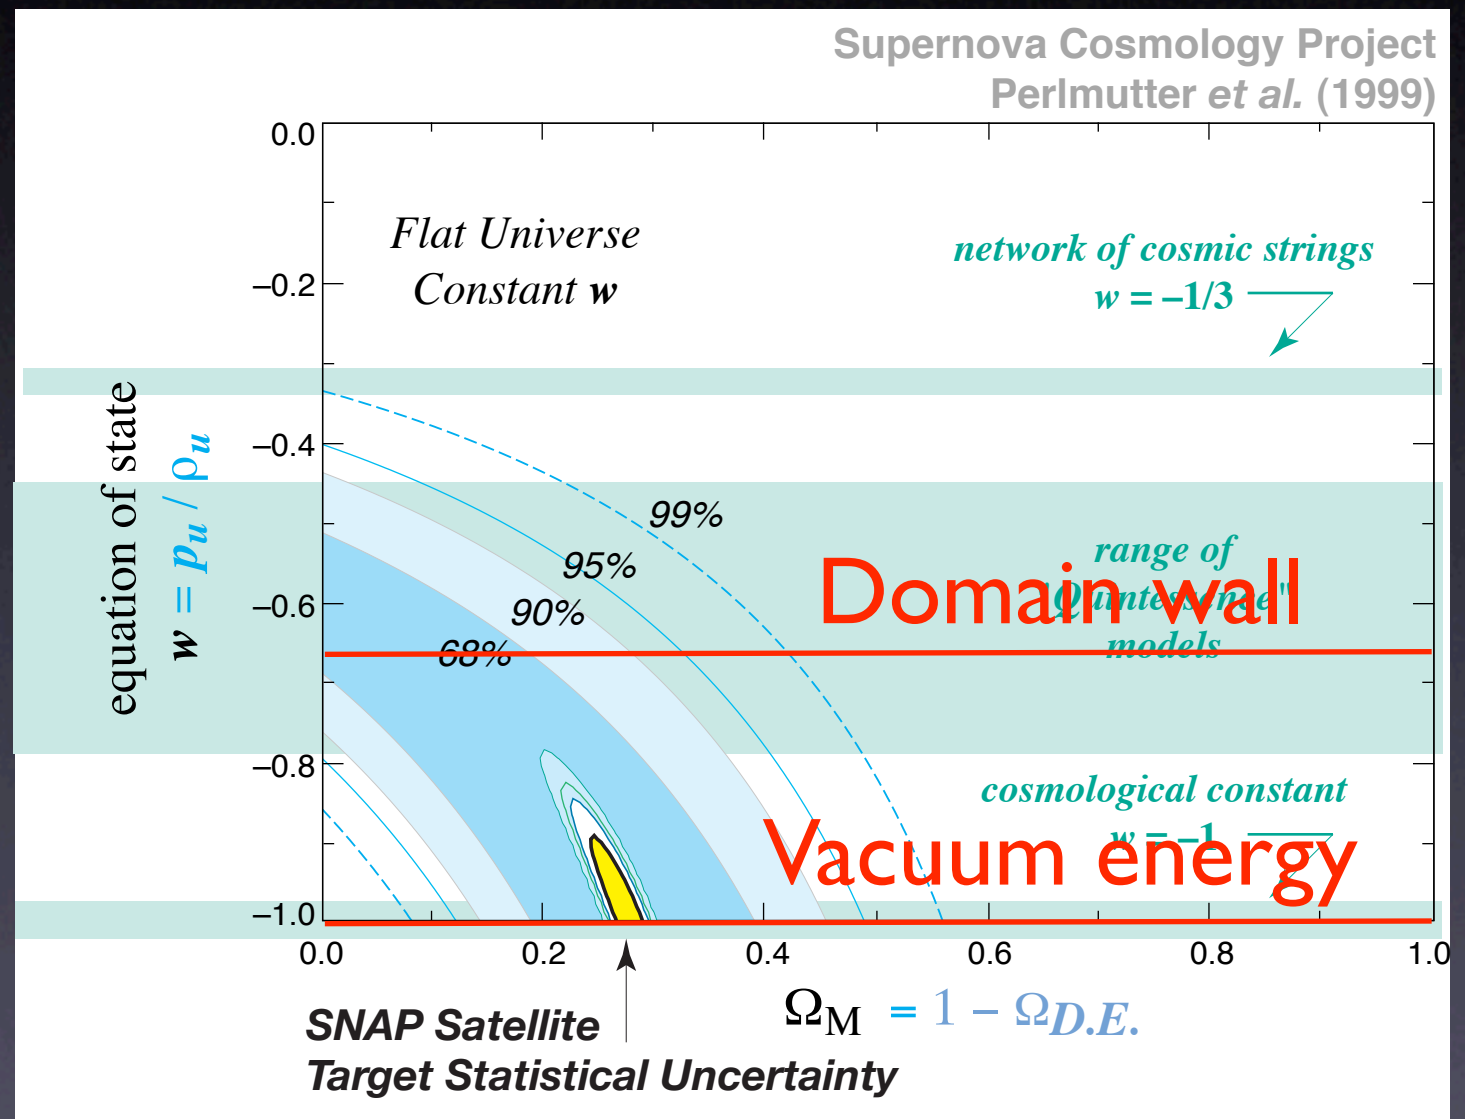 Supernova Cosmology Project
Perlmutter et al. (1999)
0.0
Flat Universe
Constant w
network of cosmic strings
w = –1/3
–0.2
equation of state
w = pu / ρu
–0.4
99%
95%
90%
68%
range of
"Quintessence"
models
Domain wall
–0.6
–0.8
cosmological constant
w = –1
Vacuum energy
–1.0
0.0 0.2 0.4 0.6 0.8 1.0
ΩM = 1 – ΩD.E.
SNAP Satellite
Target Statistical Uncertainty